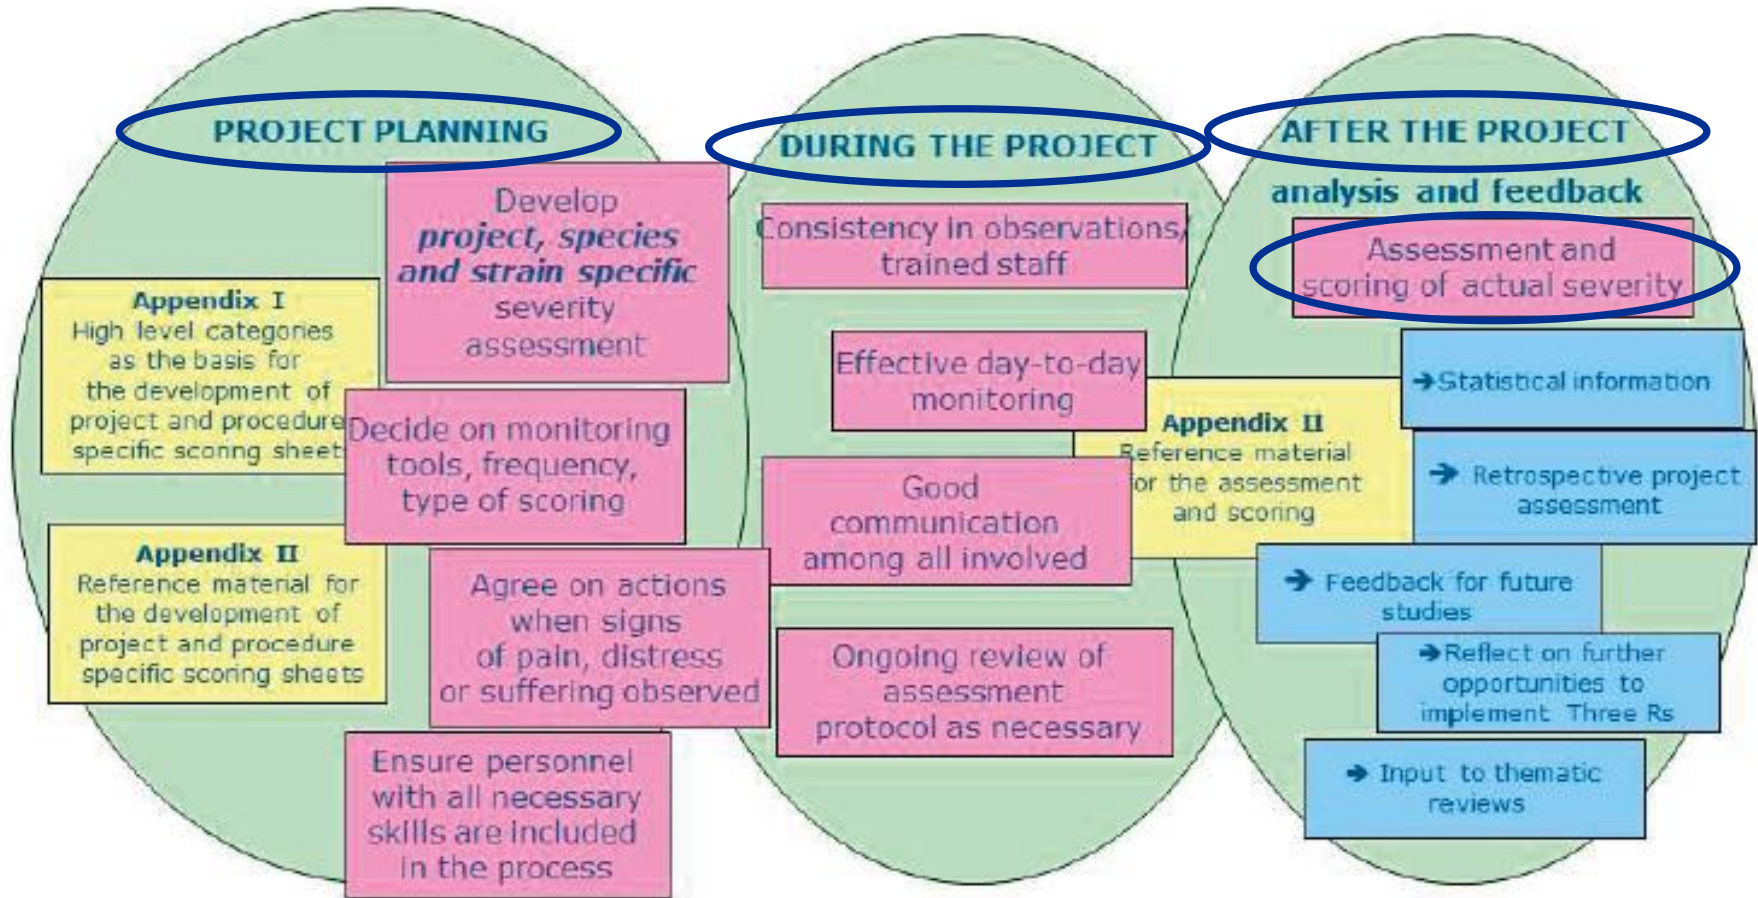 PROJECT PLANNING
Develop
project, species
and strain specific
severity
assessment
Appendix I
High level categories
as the basis for
the development of
project and procedure
specific scoring sheets
Decide on monitoring
tools, frequency,
type of scoring
Appendix II
Reference material for
the development of
project and procedure
specific scoring sheets
Agree on actions
when signs
of pain, distress
or suffering observed
Ensure personnel
with all necessary
skills are included
in the process
DURING THE PROJECT
Consistency in observations/
trained staff
Effective day-to-day
monitoring
Good
communication
among all involved
Ongoing review of
assessment
protocol as necessary
Appendix II
Reference material
for the assessment
and scoring
AFTER THE PROJECT
analysis and feedback
Assessment and
scoring of actual severity
➔Statistical information
➔ Retrospective project
assessment
➔ Feedback for future
studies
➔Reflect on further
opportunities to
implement Three Rs
➔ Input to thematic
reviews